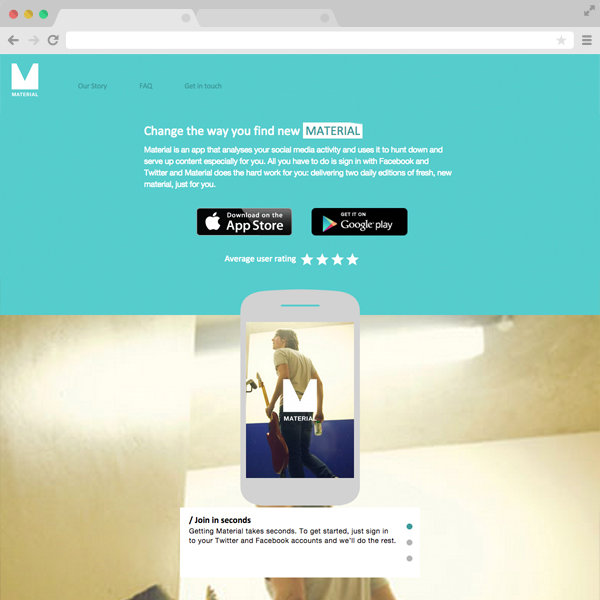 MATERIAL
Our Story FAQ Get in touch
Change the way you find new MATERIAL
Material is an app that analyses your social media activity and uses it to hunt down and
serve up content especially for you. All you have to do is sign in with Facebook and
Twitter and Material does the hard work for you: delivering two daily editions of fresh, new
material, just for you.
Download on the
App Store
GET IT ON
Google play
Average user rating
M
MATERIAL
/ Join in seconds
Getting Material takes seconds. To get started, just sign in
to your Twitter and Facebook accounts and we'll do the rest.